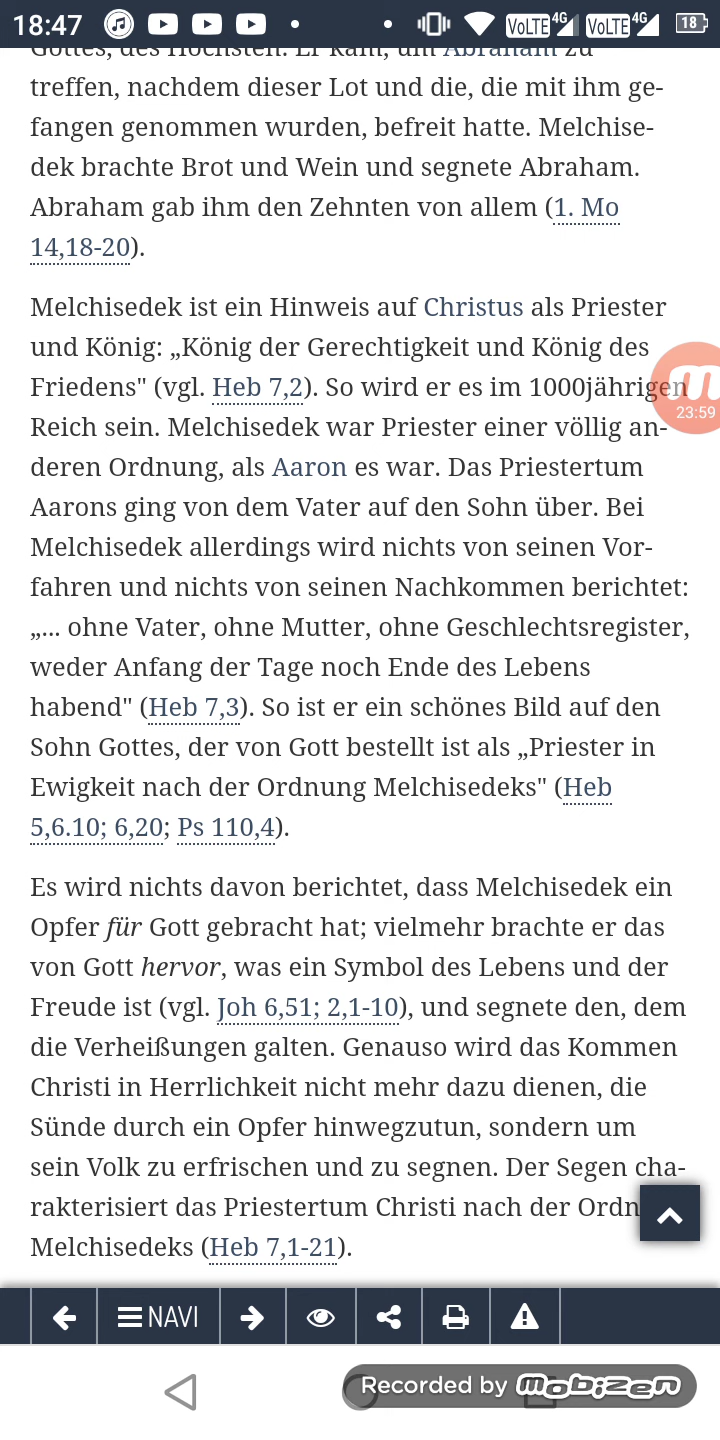 18:47
VoLTE 4G VoLTE 4G 18
Gottes, des Höchsten. Er kam, um Abraham zu
treffen, nachdem dieser Lot und die, die mit ihm ge-
fangen genommen wurden, befreit hatte. Melchise-
dek brachte Brot und Wein und segnete Abraham.
Abraham gab ihm den Zehnten von allem (1. Mo
14,18-20).
Melchisedek ist ein Hinweis auf Christus als Priester
und König: „König der Gerechtigkeit und König des
Friedens" (vgl. Heb 7,2). So wird er es im 1000jährigen
23:59
Reich sein. Melchisedek war Priester einer völlig an-
deren Ordnung, als Aaron es war. Das Priestertum
Aarons ging von dem Vater auf den Sohn über. Bei
Melchisedek allerdings wird nichts von seinen Vor-
fahren und nichts von seinen Nachkommen berichtet:
„... ohne Vater, ohne Mutter, ohne Geschlechtsregister,
weder Anfang der Tage noch Ende des Lebens
habend" (Heb 7,3). So ist er ein schönes Bild auf den
Sohn Gottes, der von Gott bestellt ist als „Priester in
Ewigkeit nach der Ordnung Melchisedeks" (Heb
5,6.10; 6,20; Ps 110,4).
Es wird nichts davon berichtet, dass Melchisedek ein
Opfer für Gott gebracht hat; vielmehr brachte er das
von Gott hervor, was ein Symbol des Lebens und der
Freude ist (vgl. Joh 6,51; 2,1-10), und segnete den, dem
die Verheißungen galten. Genauso wird das Kommen
Christi in Herrlichkeit nicht mehr dazu dienen, die
Sünde durch ein Opfer hinwegzutun, sondern um
sein Volk zu erfrischen und zu segnen. Der Segen cha-
rakterisiert das Priestertum Christi nach der Ordn
Melchisedeks (Heb 7,1-21).
NAVI
Recorded by mobizen